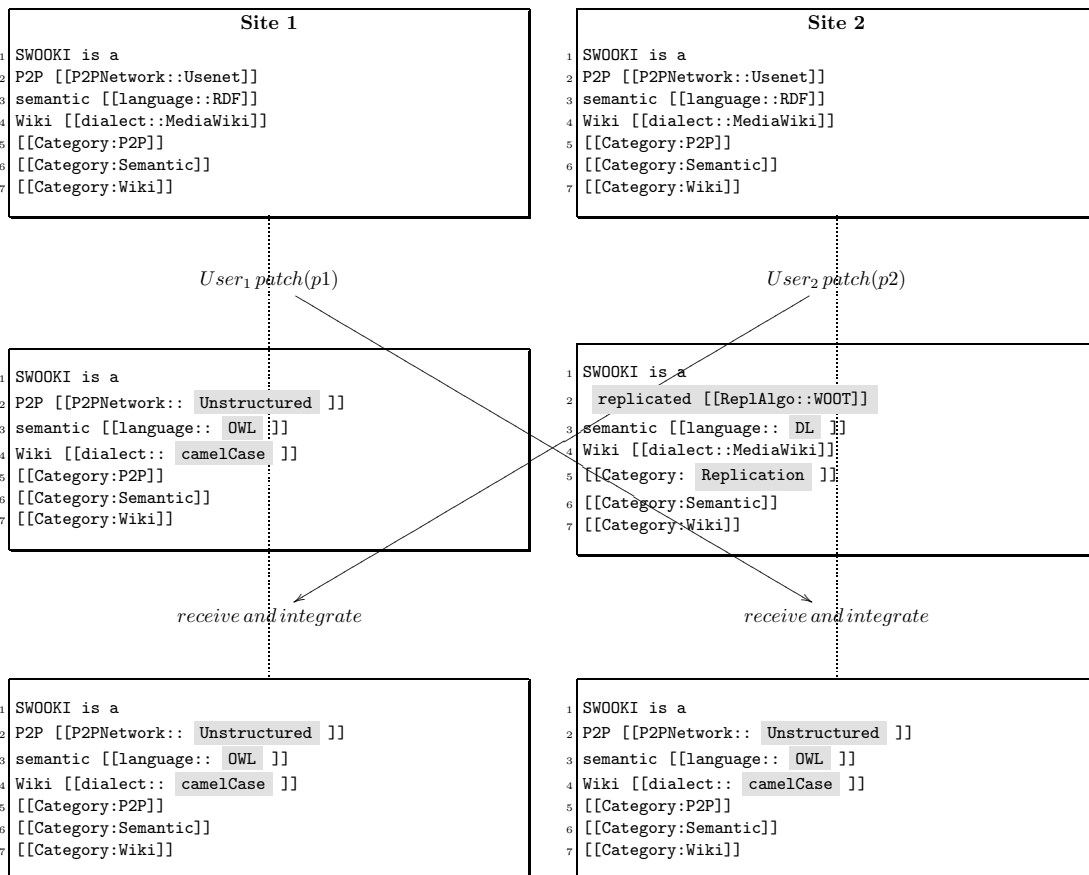 Site 1
1 SWOOKI is a
2 P2P [[P2PNetwork::Usenet]]
3 semantic [[language::RDF]]
4 Wiki [[dialect::MediaWiki]]
5 [[Category:P2P]]
6 [[Category:Semantic]]
7 [[Category:Wiki]]
Site 2
1 SWOOKI is a
2 P2P [[P2PNetwork::Usenet]]
3 semantic [[language::RDF]]
4 Wiki [[dialect::MediaWiki]]
5 [[Category:P2P]]
6 [[Category:Semantic]]
7 [[Category:Wiki]]
User1 patch(p1)
User2 patch(p2)
1 SWOOKI is a
2 P2P [[P2PNetwork:: Unstructured ]]
3 semantic [[language:: OWL ]]
4 Wiki [[dialect:: camelCase ]]
5 [[Category:P2P]]
6 [[Category:Semantic]]
7 [[Category:Wiki]]
1 SWOOKI is a
2 replicated [[ReplAlgo::WOOT]]
3 semantic [[language:: DL ]]
4 Wiki [[dialect::MediaWiki]]
5 [[Category: Replication ]]
6 [[Category:Semantic]]
7 [[Category:Wiki]]
receive and integrate
receive and integrate
1 SWOOKI is a
2 P2P [[P2PNetwork:: Unstructured ]]
3 semantic [[language:: OWL ]]
4 Wiki [[dialect:: camelCase ]]
5 [[Category:P2P]]
6 [[Category:Semantic]]
7 [[Category:Wiki]]
1 SWOOKI is a
2 P2P [[P2PNetwork:: Unstructured ]]
3 semantic [[language:: OWL ]]
4 Wiki [[dialect:: camelCase ]]
5 [[Category:P2P]]
6 [[Category:Semantic]]
7 [[Category:Wiki]]